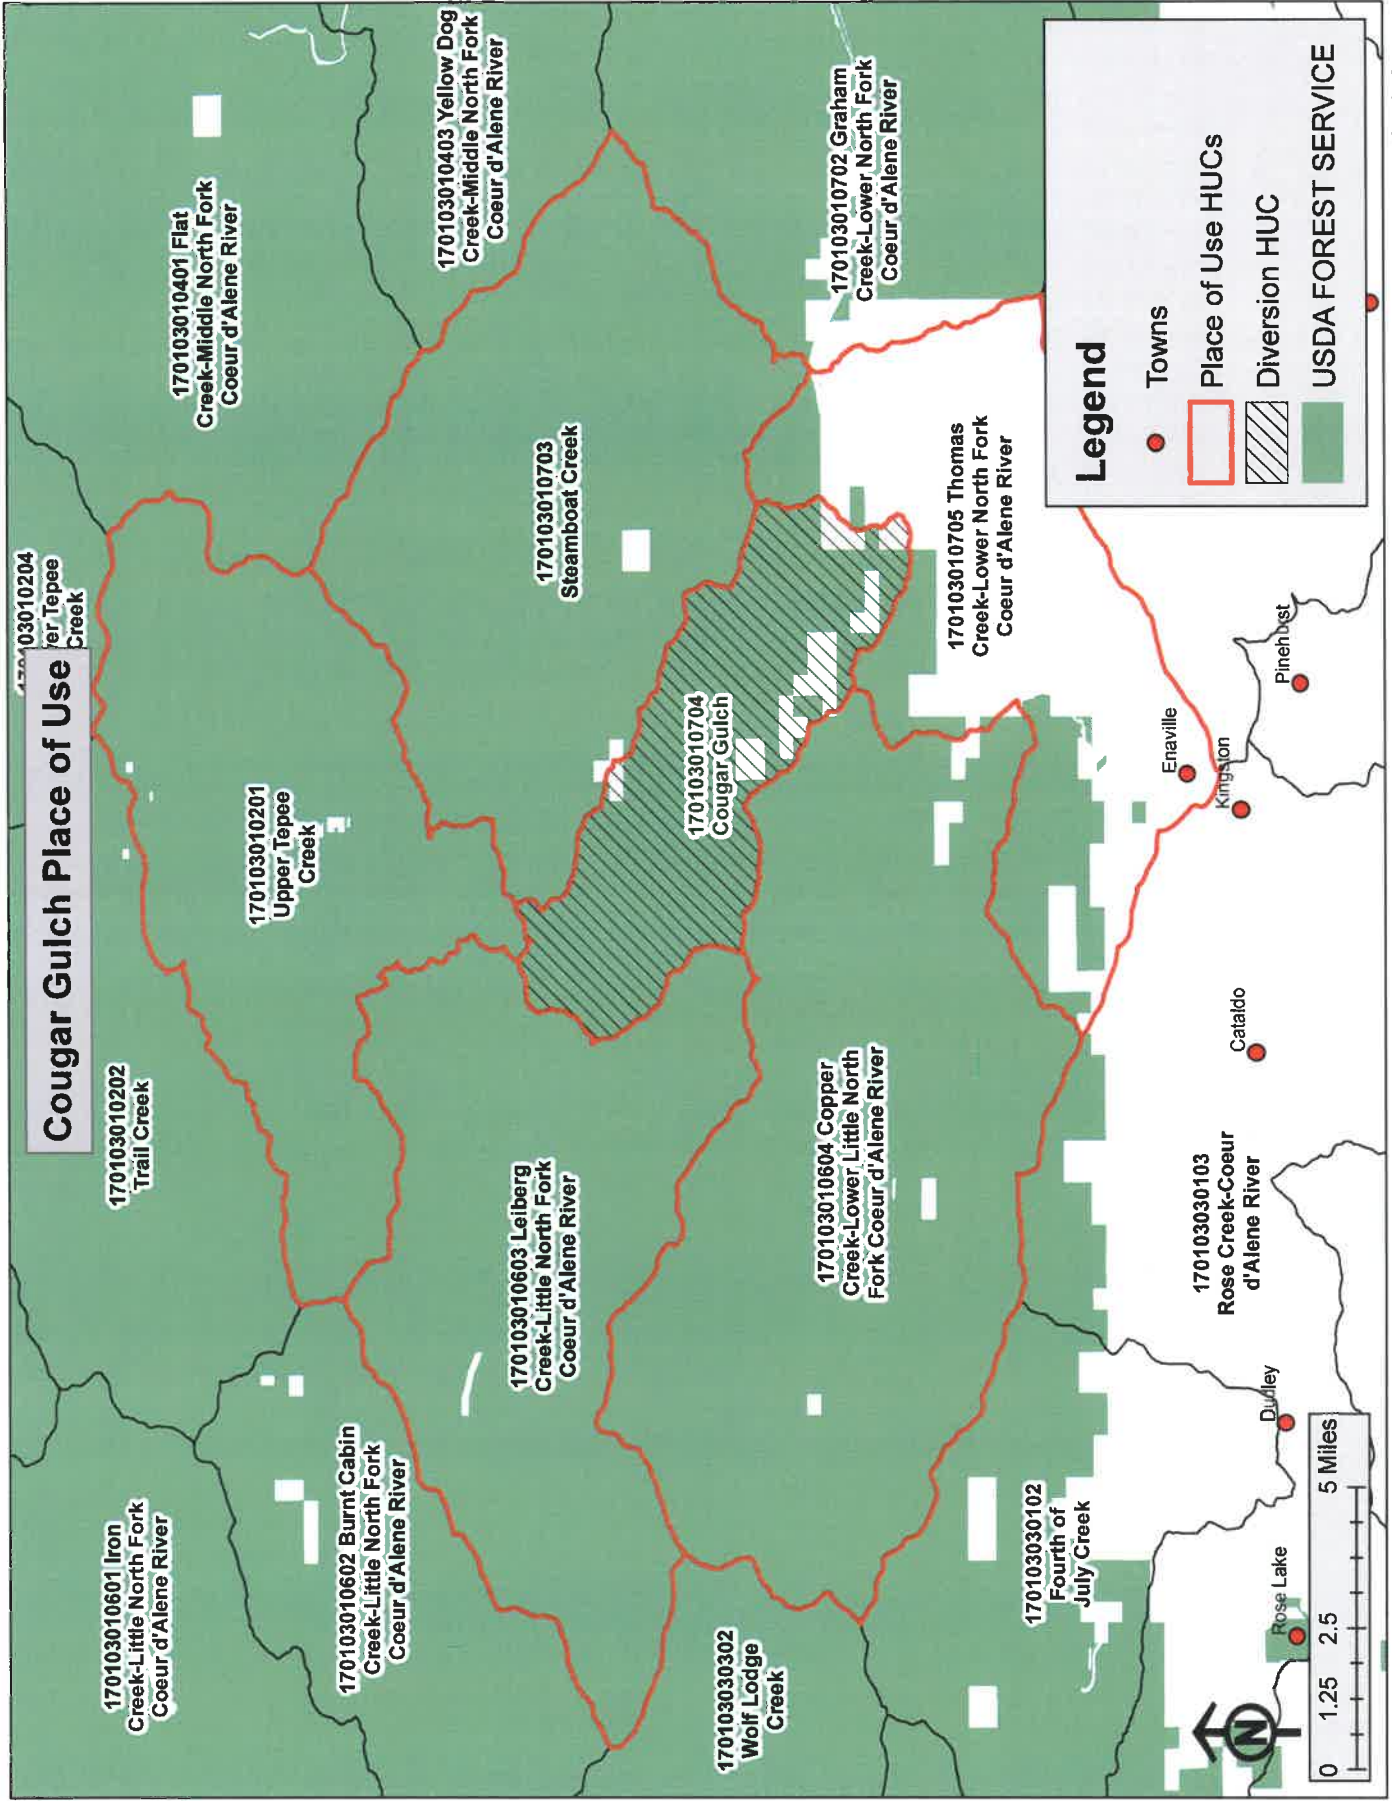 Cougar Gulch Place of Use
170103010601 Iron
Creek-Little North Fork
Coeur d'Alene River
170103010202
Trail Creek
Creek
170103010401 Flat
Creek-Middle North Fork
Coeur d'Alene River
170103010602 Burnt Cabin
Creek-Little North Fork
Coeur d'Alene River
170103010201
Upper Tepee
Creek
170103010403 Yellow Dog
Creek-Middle North Fork
Coeur d'Alene River
170103010603 Leiberg
Creek-Little North Fork
Coeur d'Alene River
170103010703
Steamboat Creek
170103030302
Wolf Lodge
Creek
170103010704
Cougar Gulch
170103010604 Copper
Creek-Lower Little North
Fork Coeur d'Alene River
170103010702 Graham
Creek-Lower North Fork
Coeur d'Alene River
170103010705 Thomas
Creek-Lower North Fork
Coeur d'Alene River
170103030102
Fourth of
July Creek
170103030103
Rose Creek-Coeur
d'Alene River
Enaville
Kingston
Cataldo
Pinehurst
Dudley
Rose Lake
N
0 1.25 2.5 5 Miles
Legend
Towns
Place of Use HUCs
Diversion HUC
USDA FOREST SERVICE